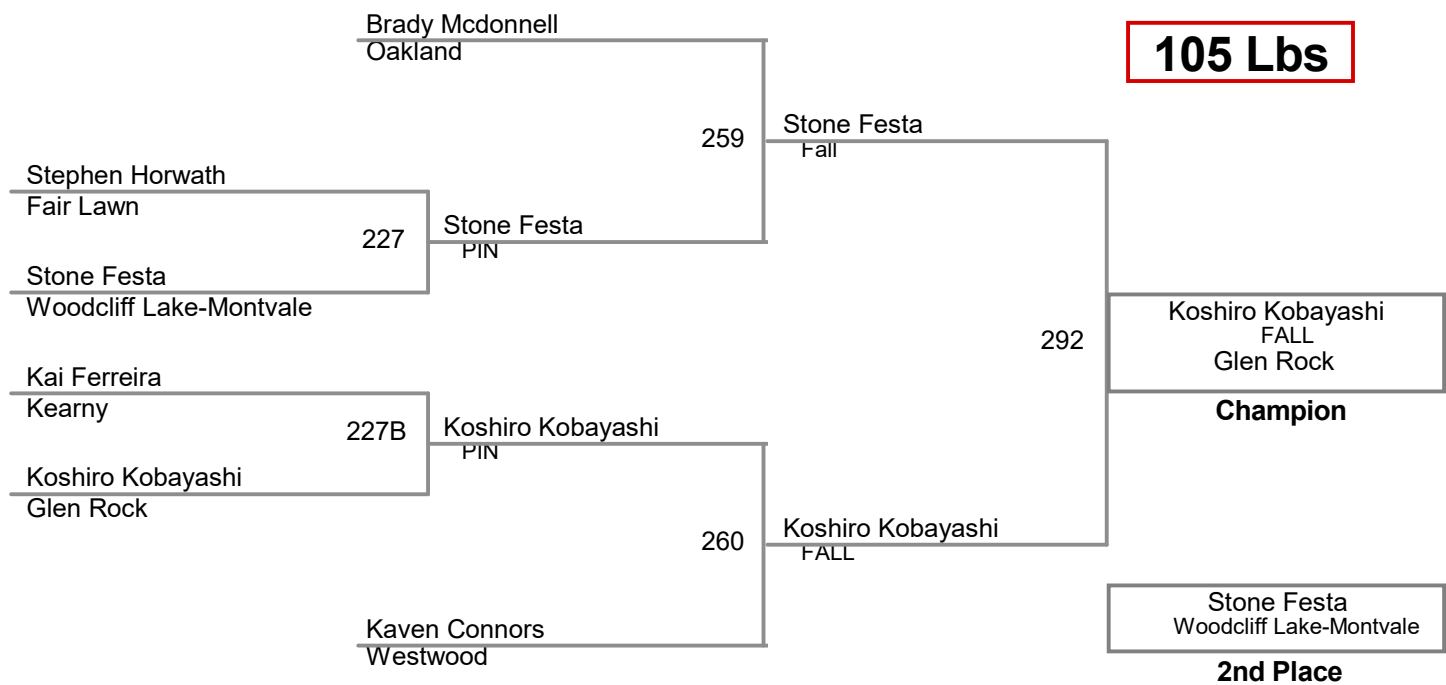 Brady Mcdonnell
Oakland
105 Lbs
259
Stone Festa
Fall
Stephen Horwath
Fair Lawn
227
Stone Festa
PIN
Stone Festa
Woodcliff Lake-Montvale
292
Koshiro Kobayashi
FALL
Glen Rock
Champion
Kai Ferreira
Kearny
227B
Koshiro Kobayashi
PIN
Koshiro Kobayashi
Glen Rock
260
Koshiro Kobayashi
FALL
Kaven Connors
Westwood
Stone Festa
Woodcliff Lake-Montvale
2nd Place